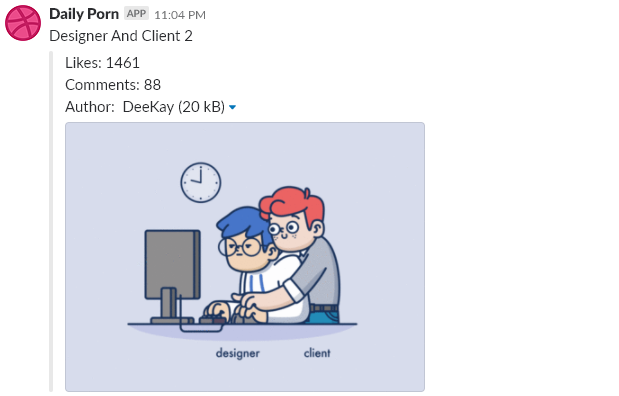 Daily Porn APP 11:04 PM
Designer And Client 2
Likes: 1461
Comments: 88
Author: DeeKay (20 kB)
designer client